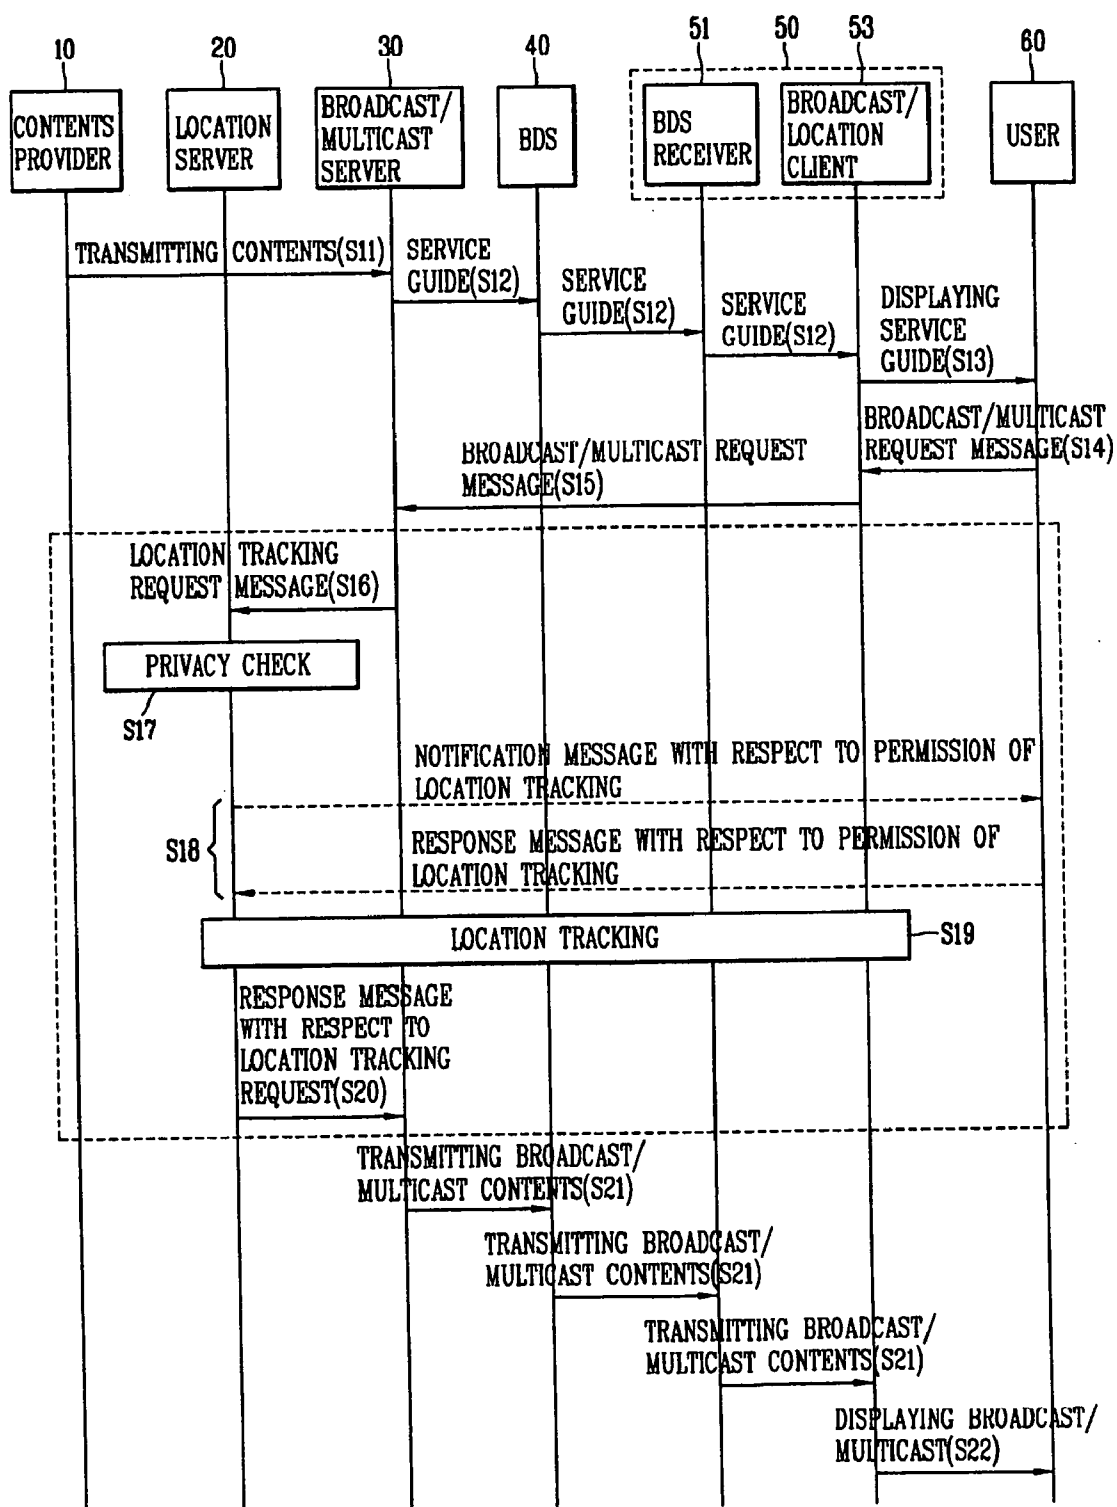 10
20
30
40
51
50
53
60
CONTENTS
PROVIDER
LOCATION
SERVER
BROADCAST/
MULTICAST
SERVER
BDS
BDS
RECEIVER
BROADCAST/
LOCATION
CLIENT
USER
TRANSMITTING CONTENTS(S11)
SERVICE
GUIDE(S12)
SERVICE
GUIDE(S12)
SERVICE
GUIDE(S12)
DISPLAYING
SERVICE
GUIDE(S13)
BROADCAST/MULTICAST
REQUEST MESSAGE(S14)
BROADCAST/MULTICAST REQUEST
MESSAGE(S15)
LOCATION TRACKING
REQUEST MESSAGE(S16)
PRIVACY CHECK
S17
NOTIFICATION MESSAGE WITH RESPECT TO PERMISSION OF
LOCATION TRACKING
S18
RESPONSE MESSAGE WITH RESPECT TO PERMISSION OF
LOCATION TRACKING
LOCATION TRACKING
S19
RESPONSE MESSAGE
WITH RESPECT TO
LOCATION TRACKING
REQUEST(S20)
TRANSMITTING BROADCAST/
MULTICAST CONTENTS(S21)
TRANSMITTING BROADCAST/
MULTICAST CONTENTS(S21)
TRANSMITTING BROADCAST/
MULTICAST CONTENTS(S21)
DISPLAYING BROADCAST/
MULTICAST(S22)